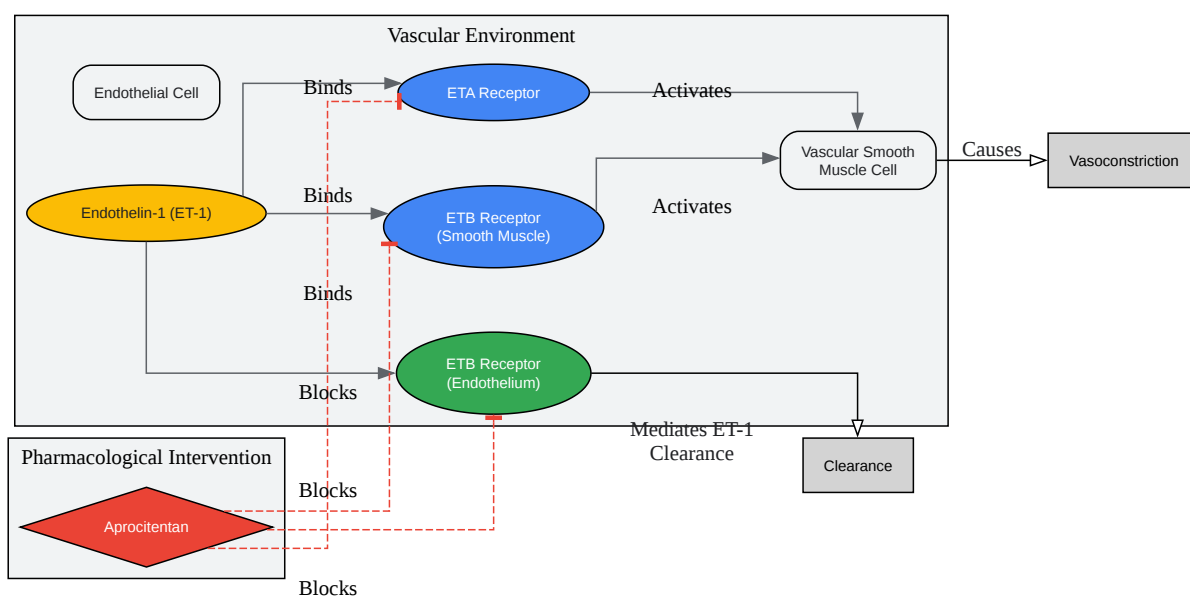 Vascular Environment
Endothelial Cell
Binds
ETA Receptor
Activates
Vascular Smooth
Muscle Cell
Causes
Vasoconstriction
Endothelin-1 (ET-1)
Binds
ETB Receptor
(Smooth Muscle)
Activates
Binds
ETB Receptor
(Endothelium)
Blocks
Mediates ET-1
Clearance
Clearance
Pharmacological Intervention
Aprocitentan
Blocks
Blocks